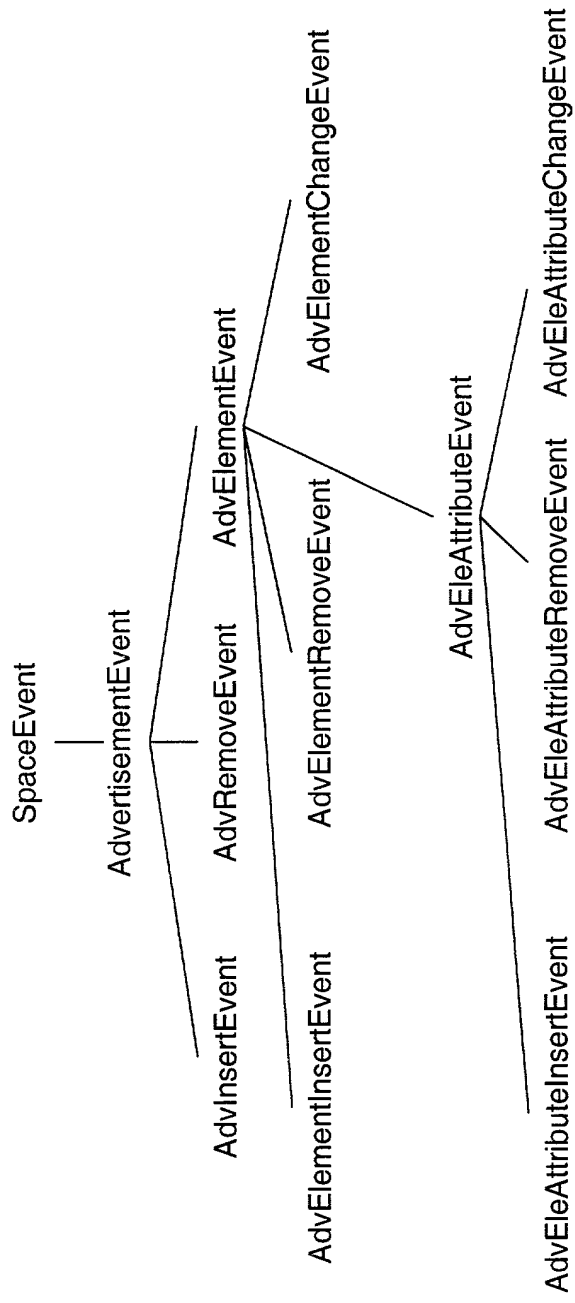 SpaceEvent
AdvertisementEvent
AdvInsertEvent
AdvRemoveEvent
AdvElementEvent
AdvElementInsertEvent
AdvElementRemoveEvent
AdvElementChangeEvent
AdvEleAttributeEvent
AdvEleAttributeInsertEvent
AdvEleAttributeRemoveEvent
AdvEleAttributeChangeEvent